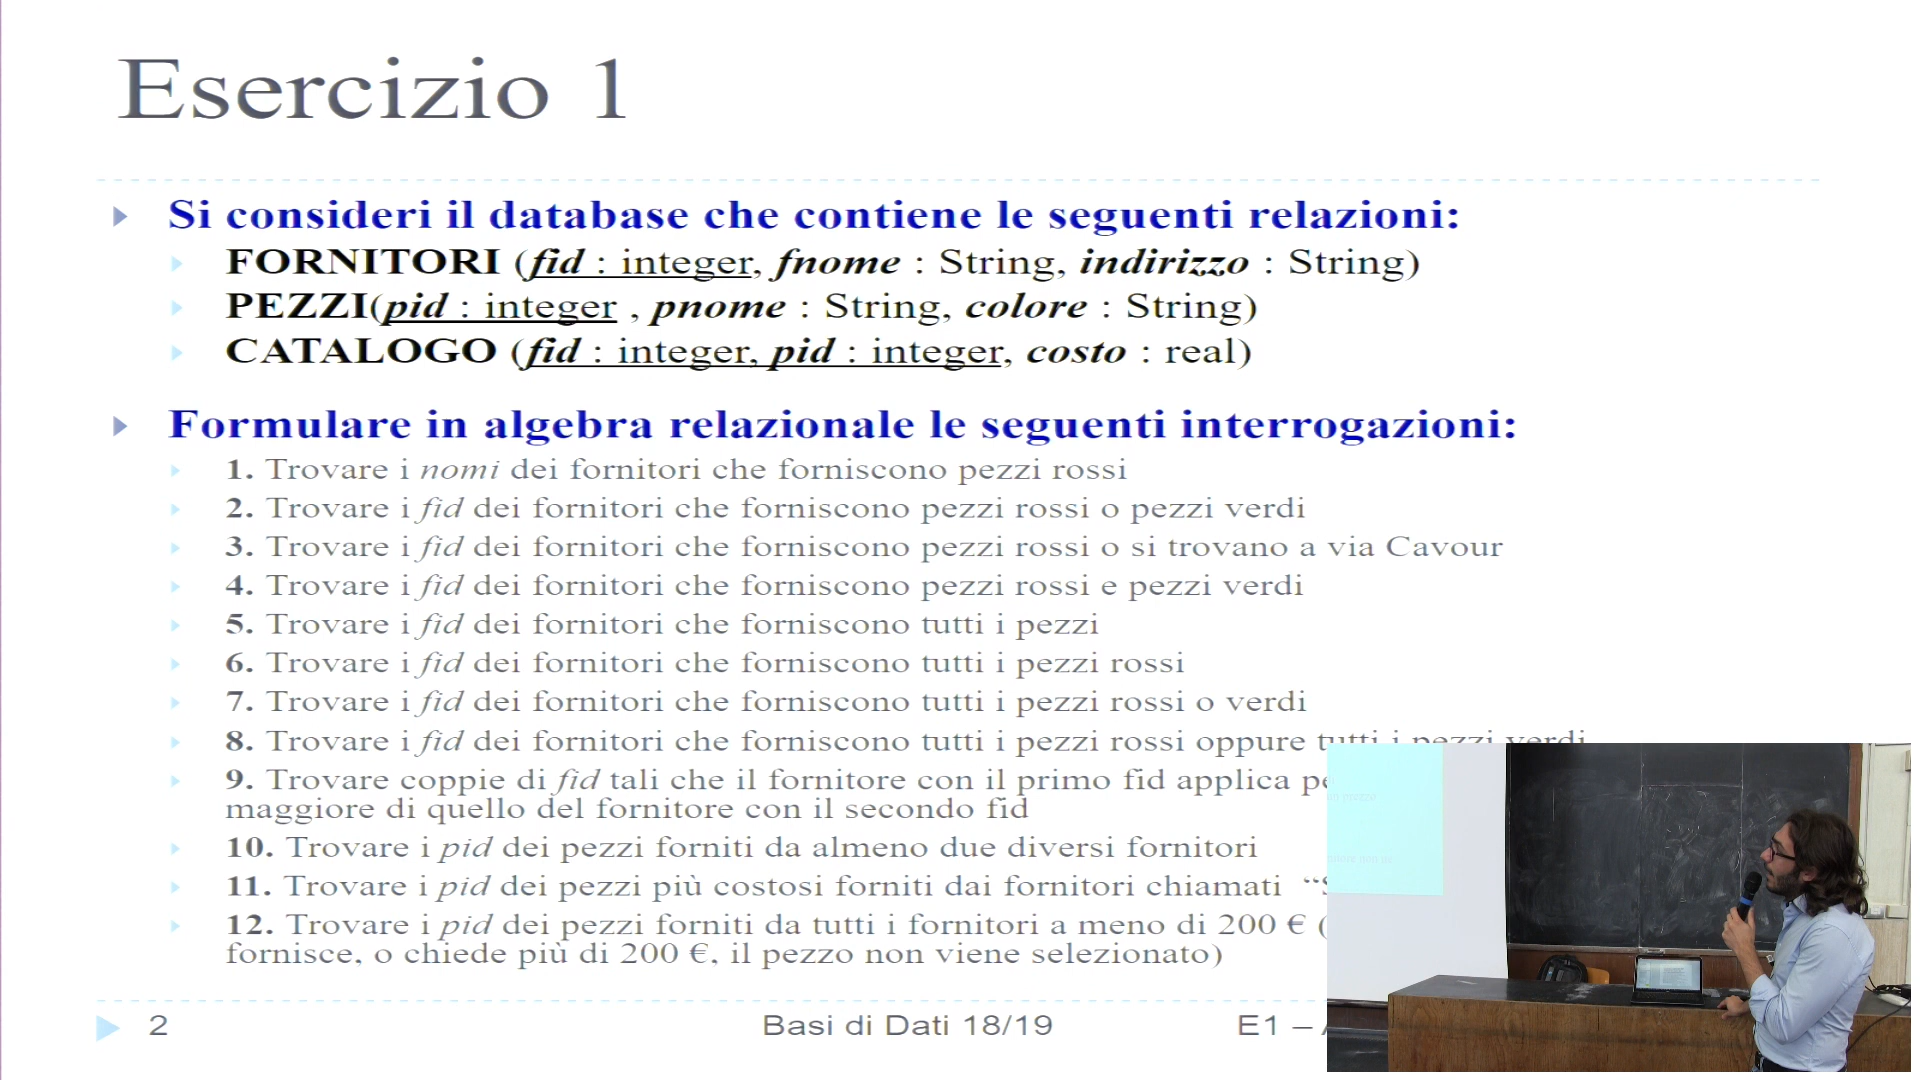 Esercizio 1
Si consideri il database che contiene le seguenti relazioni:
FORNITORI (fid : integer, fnome : String, indirizzo : String)
PEZZI(pid : integer , pnome : String, colore : String)
CATALOGO (fid : integer, pid : integer, costo : real)
Formulare in algebra relazionale le seguenti interrogazioni:
1. Trovare i nomi dei fornitori che forniscono pezzi rossi
2. Trovare i fid dei fornitori che forniscono pezzi rossi o pezzi verdi
3. Trovare i fid dei fornitori che forniscono pezzi rossi o si trovano a via Cavour
4. Trovare i fid dei fornitori che forniscono pezzi rossi e pezzi verdi
5. Trovare i fid dei fornitori che forniscono tutti i pezzi
6. Trovare i fid dei fornitori che forniscono tutti i pezzi rossi
7. Trovare i fid dei fornitori che forniscono tutti i pezzi rossi o verdi
8. Trovare i fid dei fornitori che forniscono tutti i pezzi rossi oppure tutti i pezzi verdi
9. Trovare coppie di fid tali che il fornitore con il primo fid applica
maggiore di quello del fornitore con il secondo fid
10. Trovare i pid dei pezzi forniti da almeno due diversi fornitori
11. Trovare i pid dei pezzi più costosi forniti dai fornitori chiamati
12. Trovare i pid dei pezzi forniti da tutti i fornitori a meno di 200 € (
fornisce, o chiede più di 200 €, il pezzo non viene selezionato)
2
Basi di Dati 18/19
E1 –